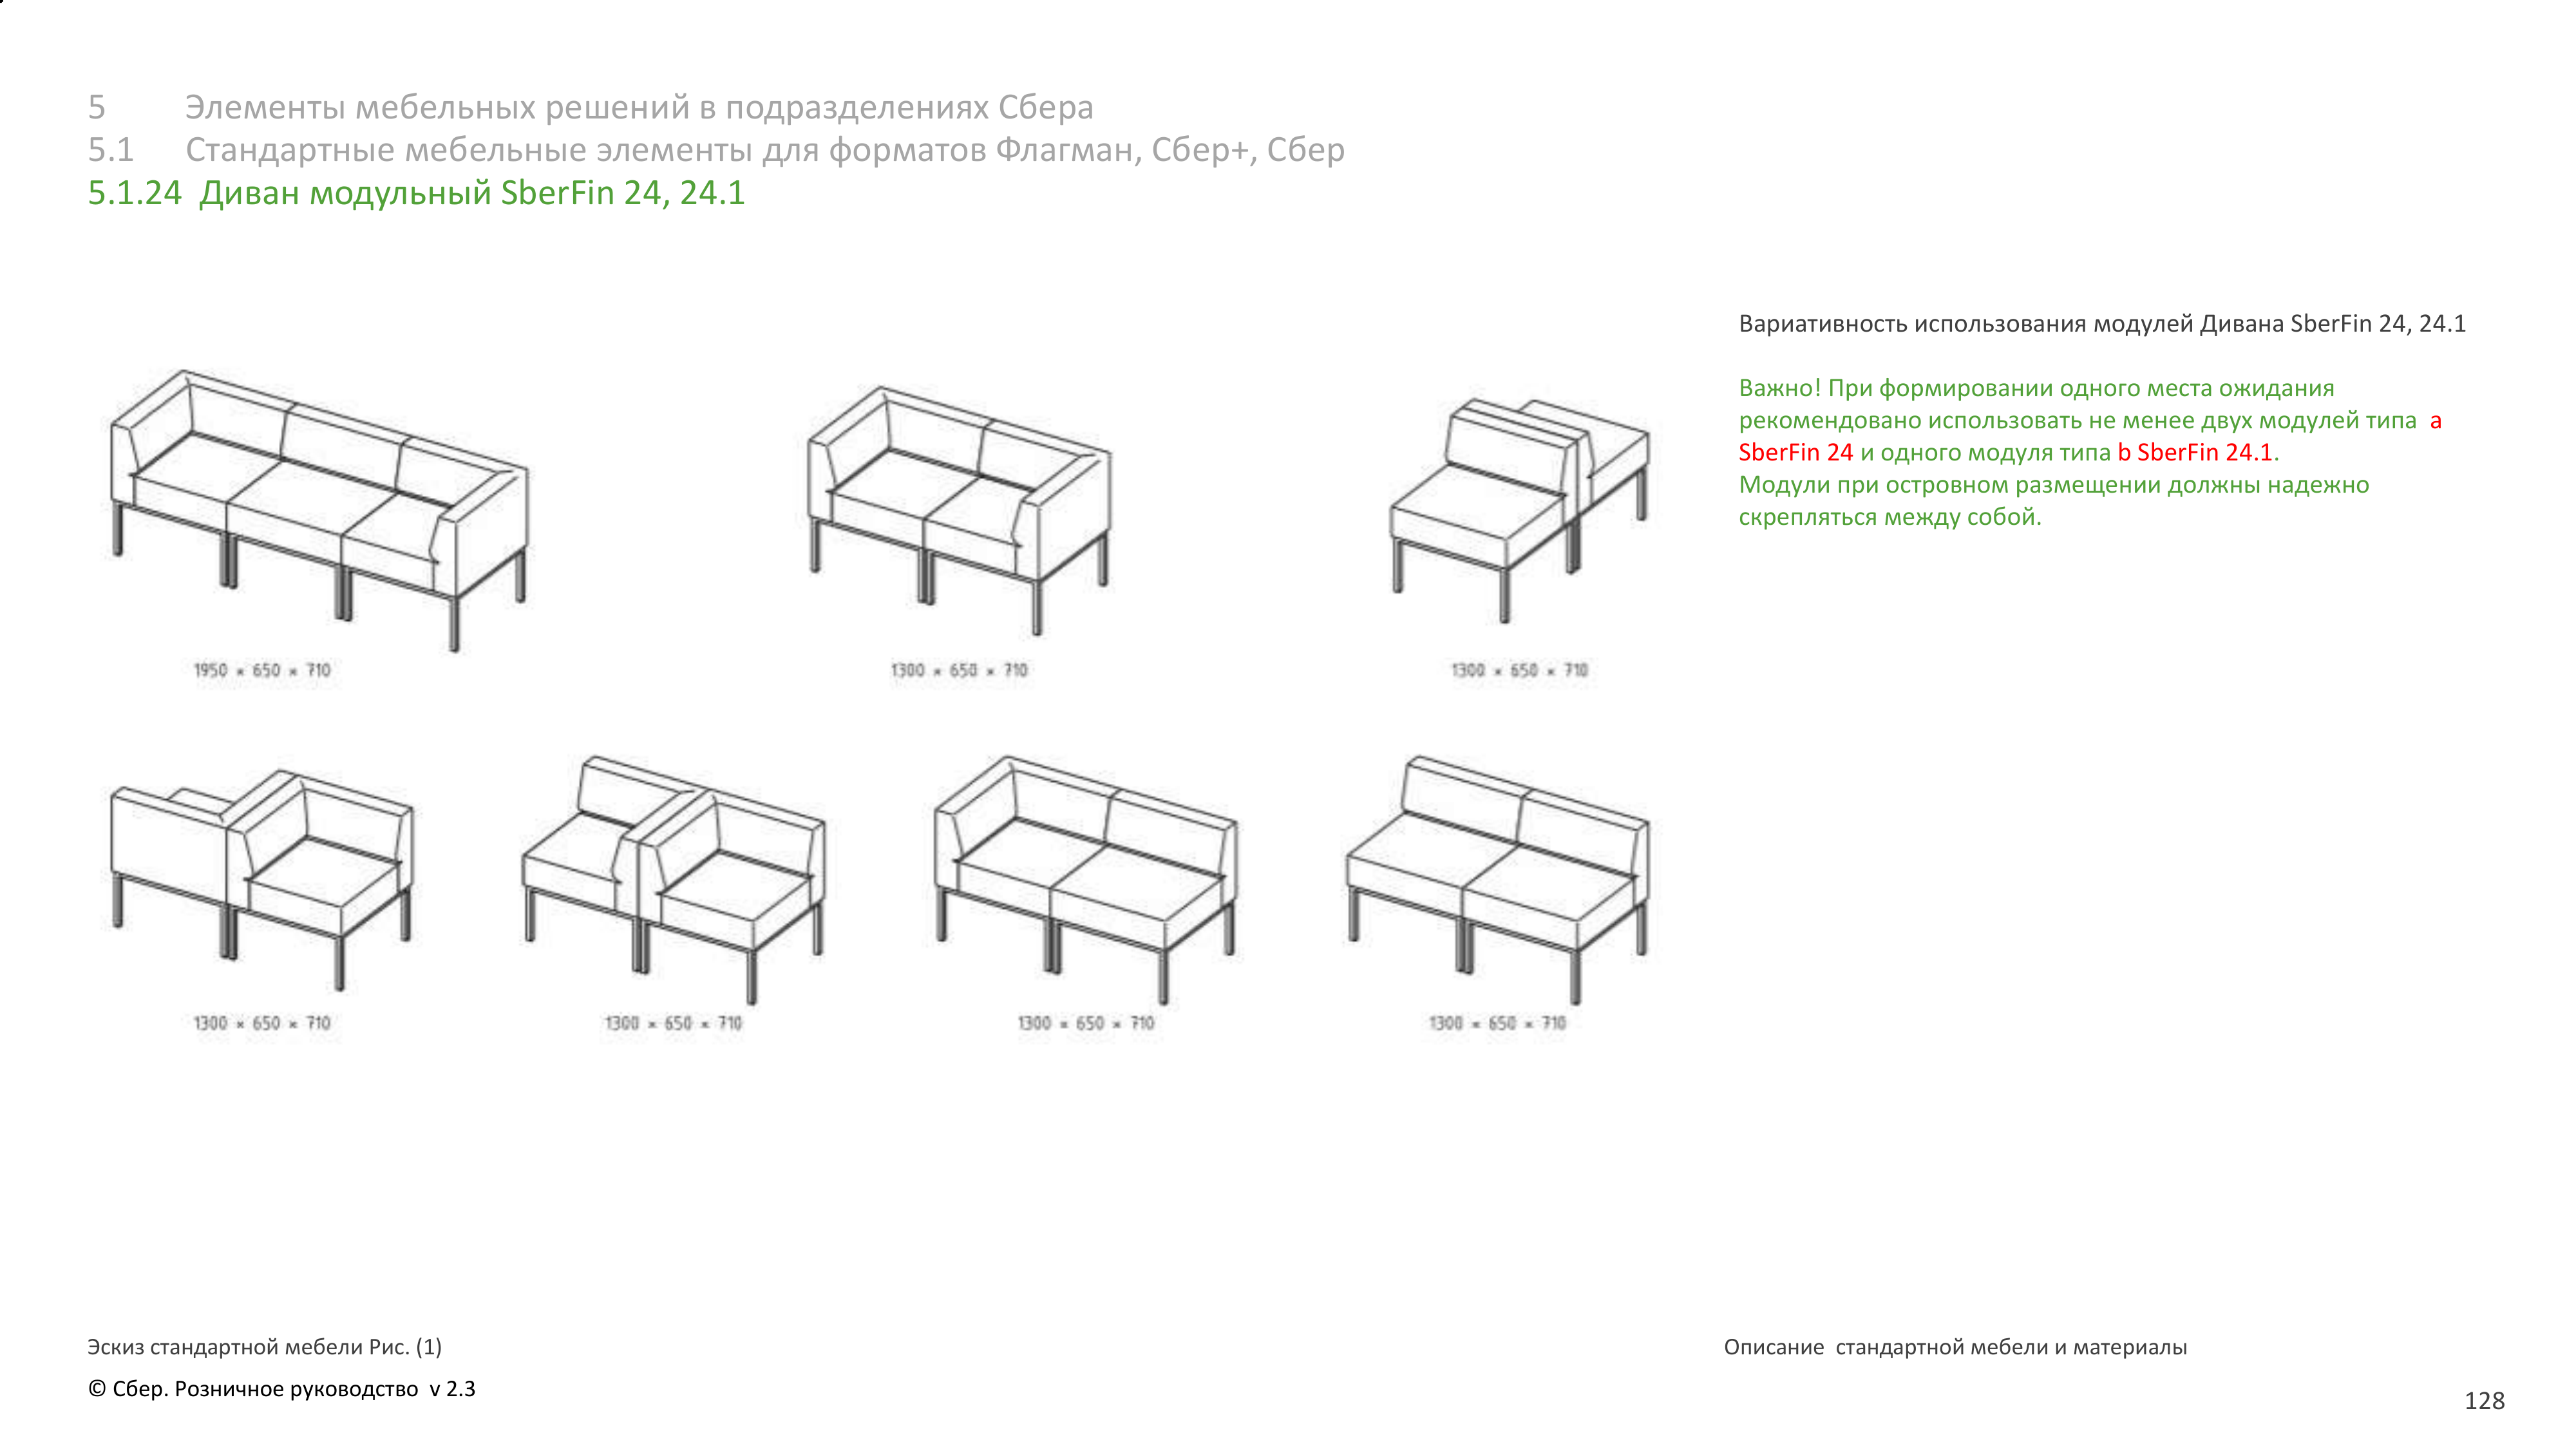 5 Элементы мебельных решений в подразделениях Сбера
5.1 Стандартные мебельные элементы для форматов Флагман, Сбер+, Сбер
5.1.24 Диван модульный SberFin 24, 24.1
Вариативность использования модулей Дивана SberFin 24, 24.1
Важно! При формировании одного места ожидания
рекомендовано использовать не менее двух модулей типа a
SberFin 24 и одного модуля типа b SberFin 24.1.
Модули при островном размещении должны надежно
скрепляться между собой.
1950 × 650 × 710
1300 × 650 × 710
1300 × 650 × 710
1300 × 650 × 710
1300 × 650 × 710
1300 × 650 × 710
1300 × 650 × 710
Эскиз стандартной мебели Рис. (1)
Описание стандартной мебели и материалы
© Сбер. Розничное руководство v 2.3
128